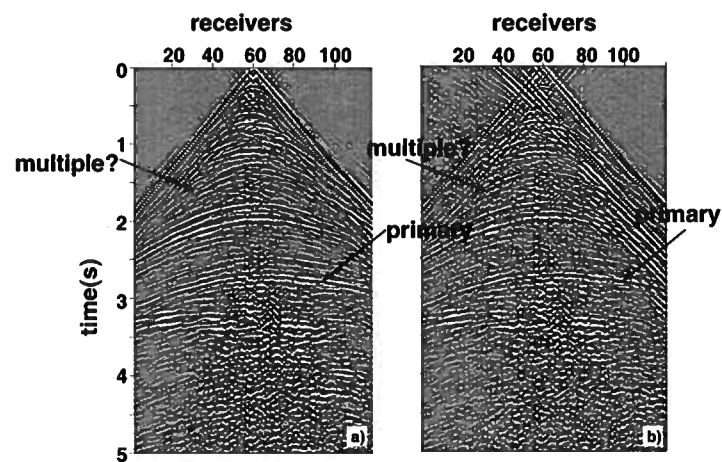 receivers
20 40 60 80 100
0
1
2
3
4
5
time(s)
multiple?
primary
a)
receivers
20 40 60 80 100
multiple?
primary
b)